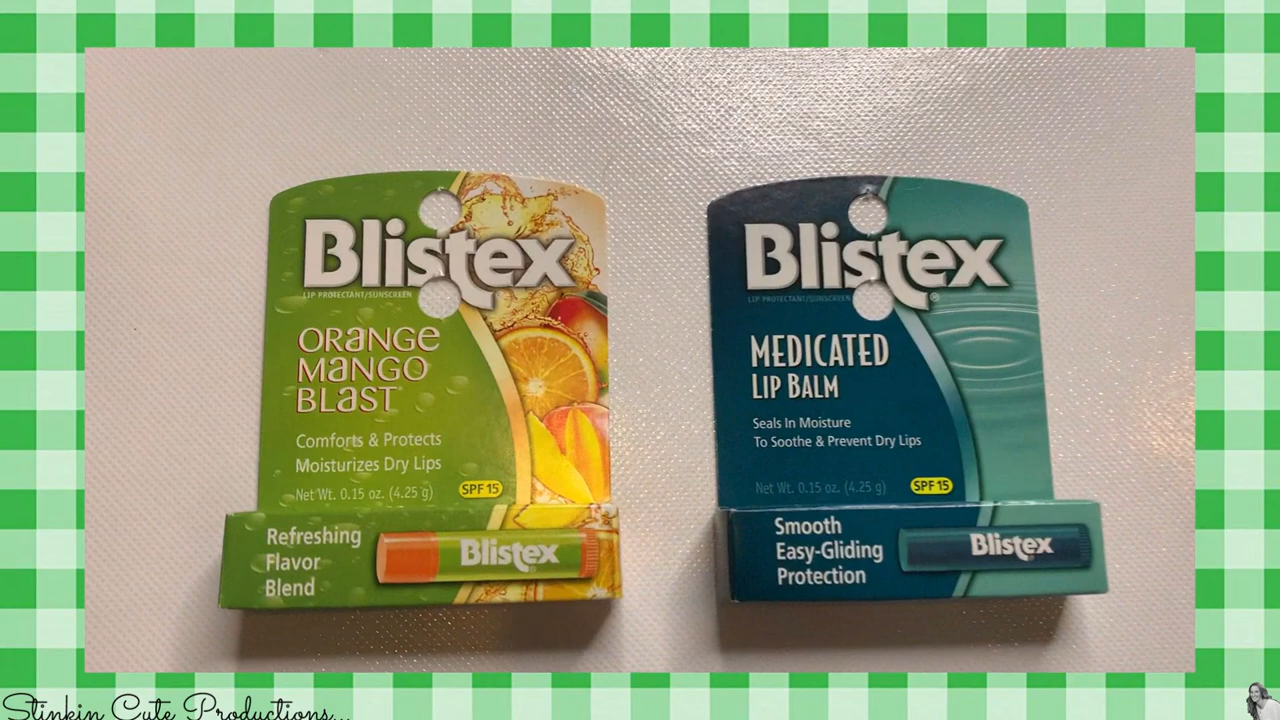 Blistex
LIP PROTECTANT/SUNSCREEN
ORANGE
MANGO
BLAST
Comforts & Protects
Moisturizes Dry Lips
Net Wt. 0.15 oz. (4.25 g)
SPF 15
Refreshing
Flavor
Blend
Blistex
Blistex®
LIP PROTECTANT/SUNSCREEN
MEDICATED
LIP BALM
Seals In Moisture
To Soothe & Prevent Dry Lips
Net Wt. 0.15 oz. (4.25 g)
SPF 15
Smooth
Easy-Gliding
Protection
Blistex
Stinkin Cute Productions...